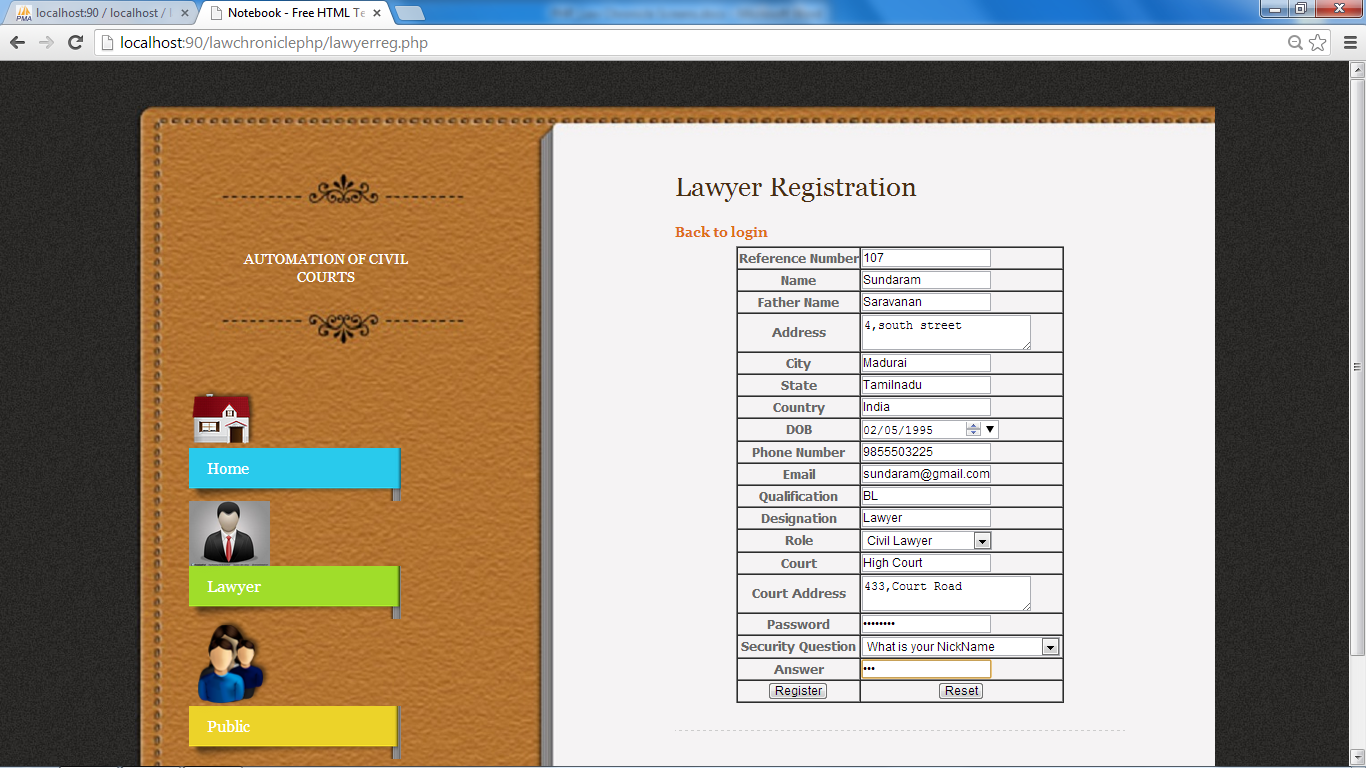 localhost:90 / localhost / l
Notebook - Free HTML Te
localhost:90/lawchroniclephp/lawyerreg.php
AUTOMATION OF CIVIL
COURTS
Home
Lawyer
Public
Lawyer Registration
Back to login
Reference Number 107
Name Sundaram
Father Name Saravanan
Address 4,south street
City Madurai
State Tamilnadu
Country India
DOB 02/05/1995
Phone Number 9855503225
Email sundaram@gmail.com
Qualification BL
Designation Lawyer
Role Civil Lawyer
Court High Court
Court Address 433,Court Road
Password ••••••••
Security Question What is your NickName
Answer •••
Register Reset